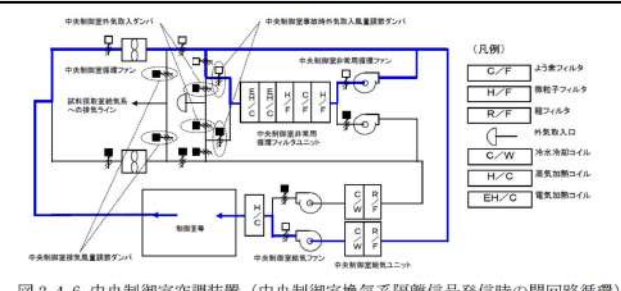 中央制御室外気取入ダンパ
中央制御室事故時外気取入風量調節ダンパ
中央制御室循環ファン
中央制御室非常用循環ファン
試料採取室給気系
への排気ライン
EH/C
H/F
C/F
H/F
中央制御室非常用
循環フィルタユニット
制御室等
H/C
C/W
R/F
C/W
R/F
中央制御室排気風量調節ダンパ
中央制御室給気ファン
中央制御室給気ユニット
(凡例)
C/F よう素フィルタ
H/F 微粒子フィルタ
R/F 粗フィルタ
外気取入口
C/W 冷水冷却コイル
H/C 蒸気加熱コイル
EH/C 電気加熱コイル
図 2.4.6 中央制御室空調装置(中央制御室換気系隔離信号発信時の閉回路循環)